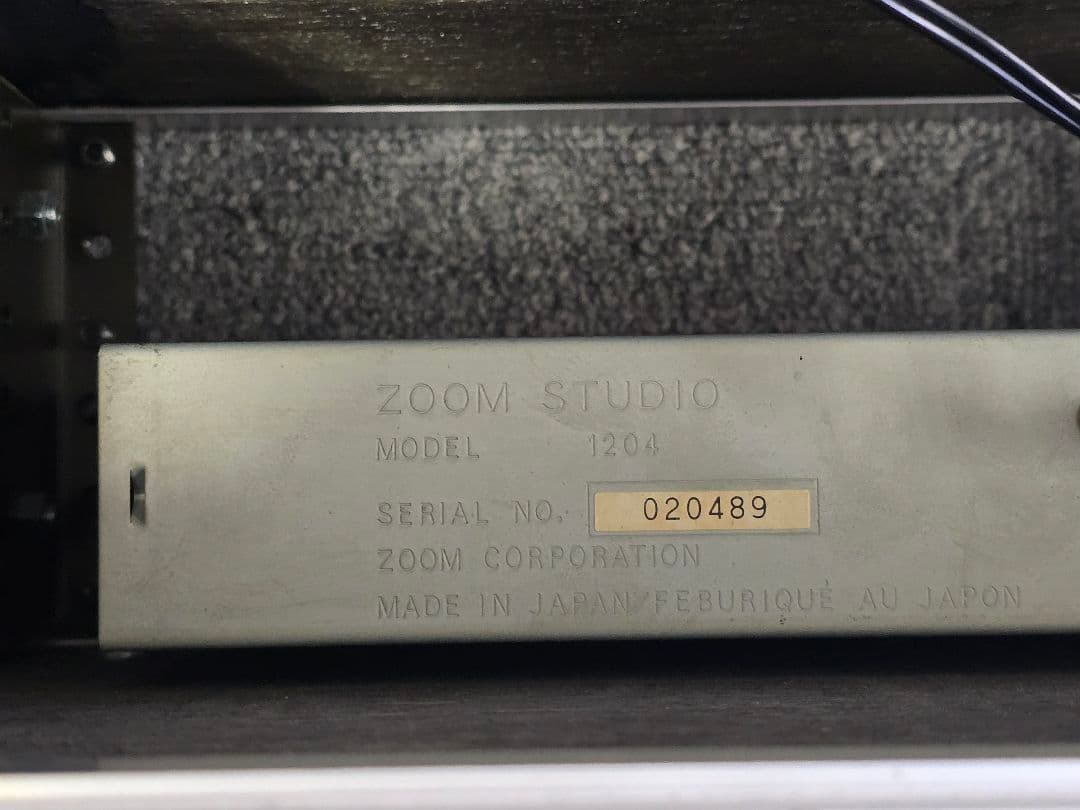 ZOOM STUDIO
MODEL 1204
SERIAL NO. 020489
ZOOM CORPORATION
MADE IN JAPAN/FEBURIQUÉ AU JAPON